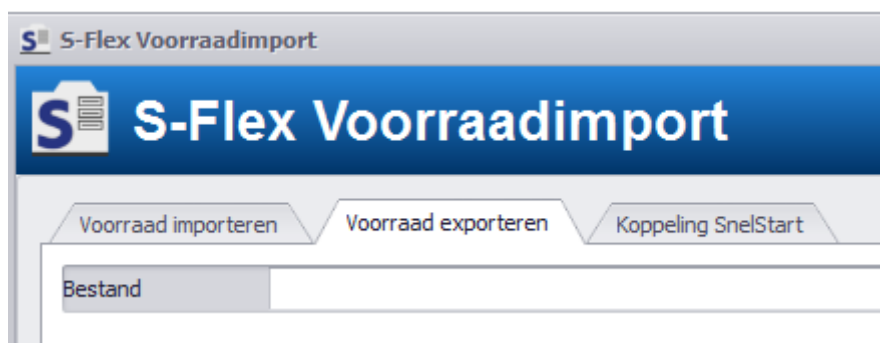 S-Flex Voorraadimport
S-Flex Voorraadimport
Voorraad importeren Voorraad exporteren Koppeling SnelStart
Bestand